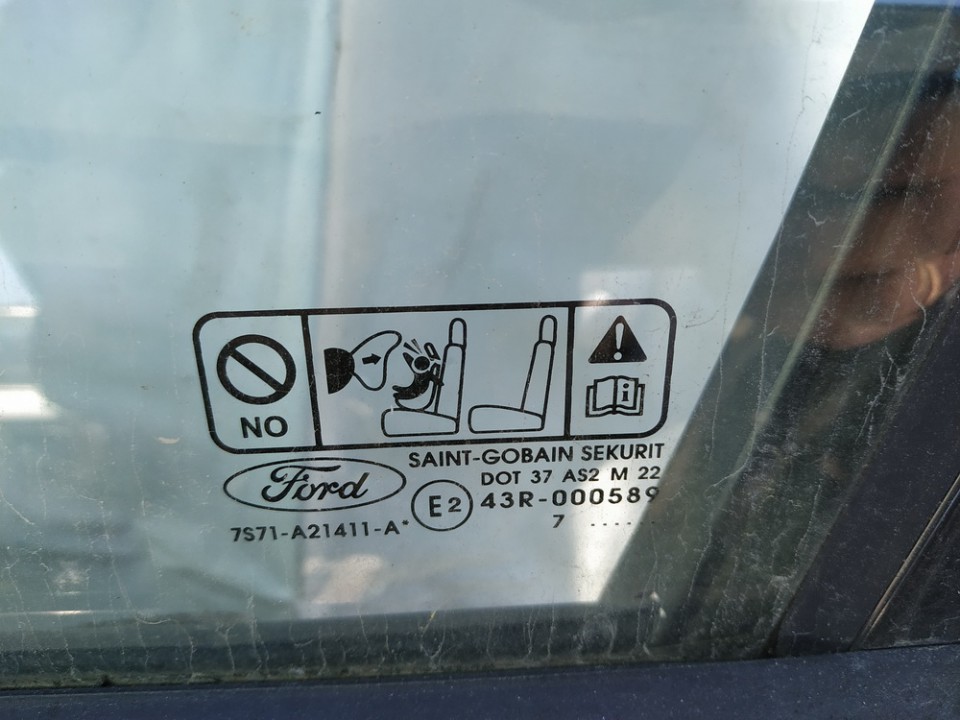 NO
SAINT-GOBAIN SEKURIT
Ford
DOT 37 AS2 M 22
E2 43R-000589
7S71-A21411-A*
7 ......